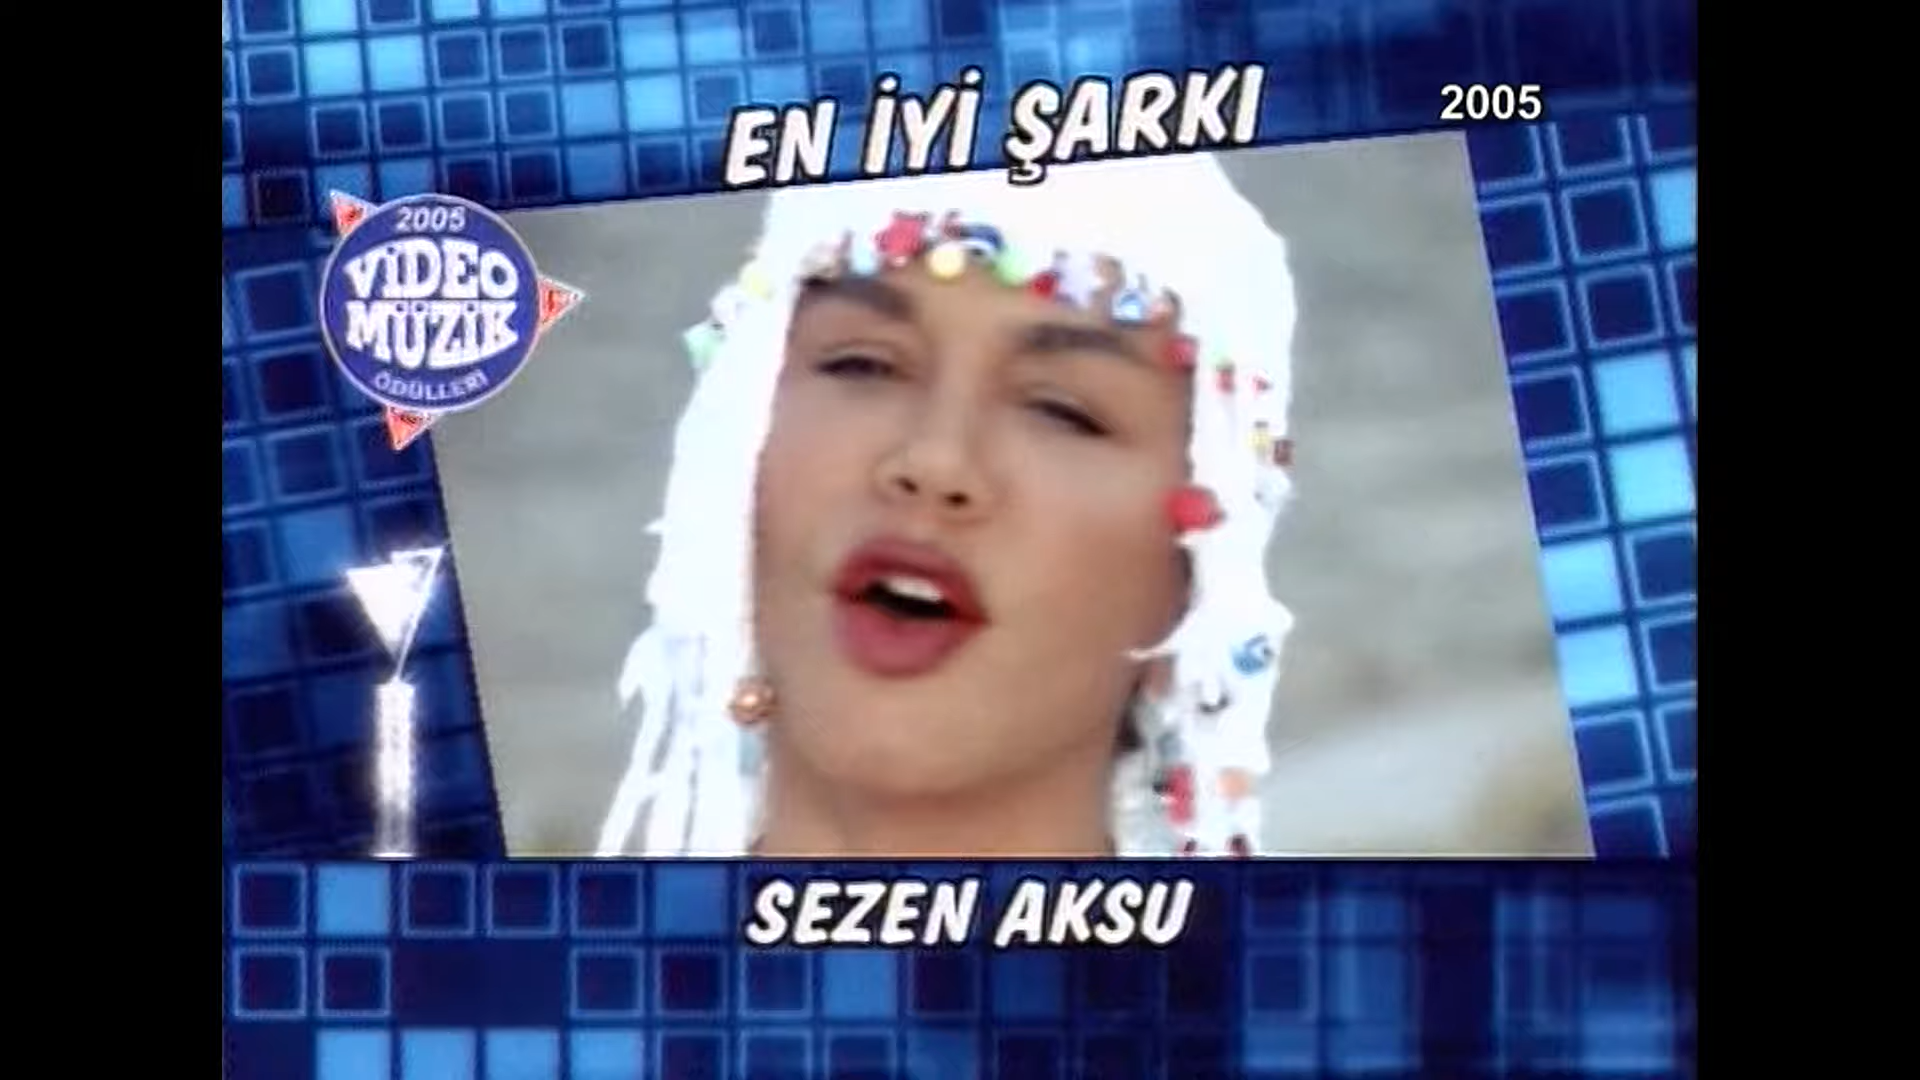 EN İYİ ŞARKI
2005
2005
VİDEO
MÜZİK
ÖDÜLLERİ
SEZEN AKSU